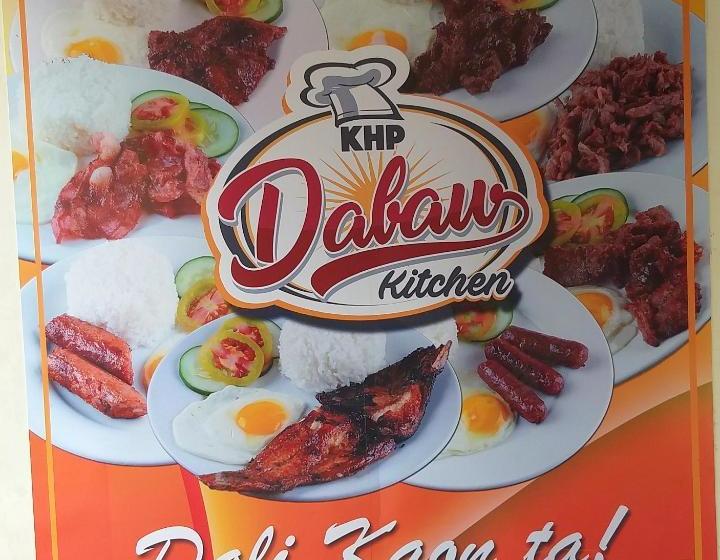 KHP
Dabaw
Kitchen
Dali Kaon ta!